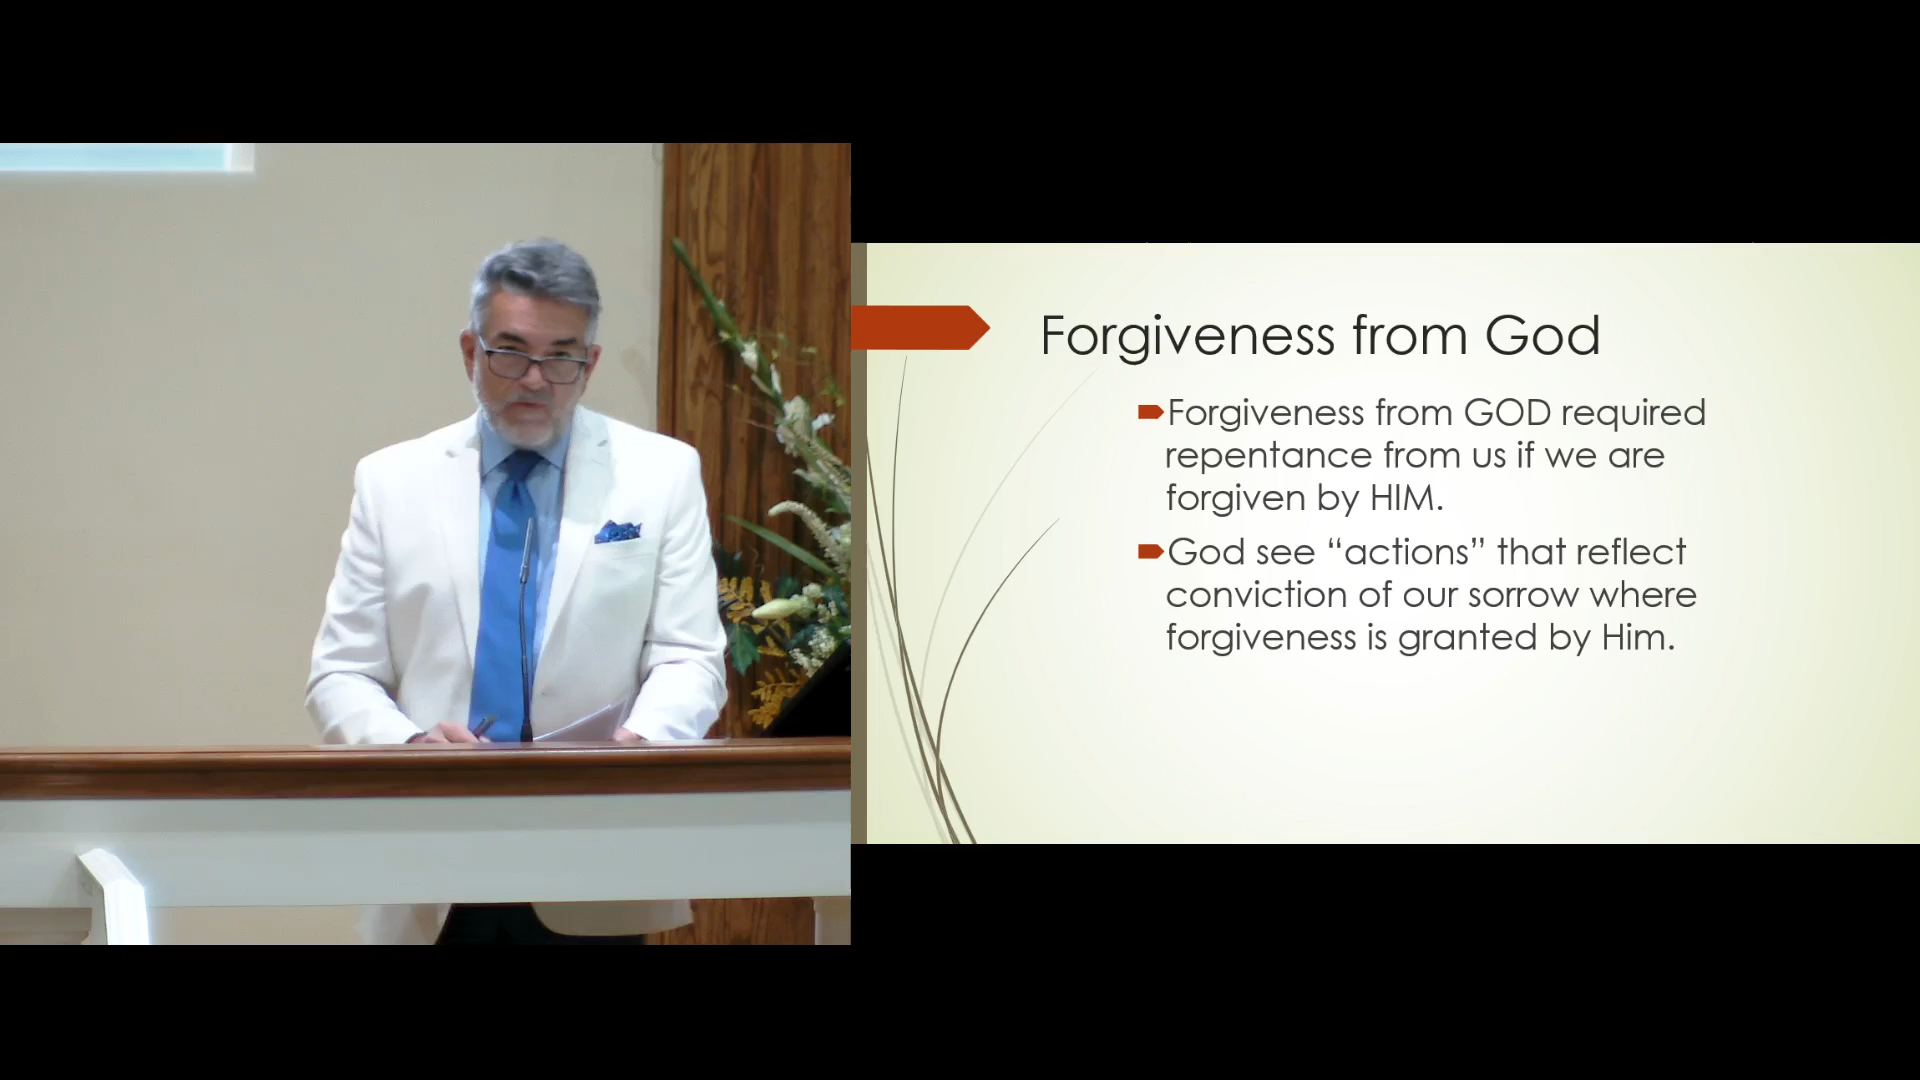 Forgiveness from God
Forgiveness from GOD required
repentance from us if we are
forgiven by HIM.
God see “actions” that reflect
conviction of our sorrow where
forgiveness is granted by Him.